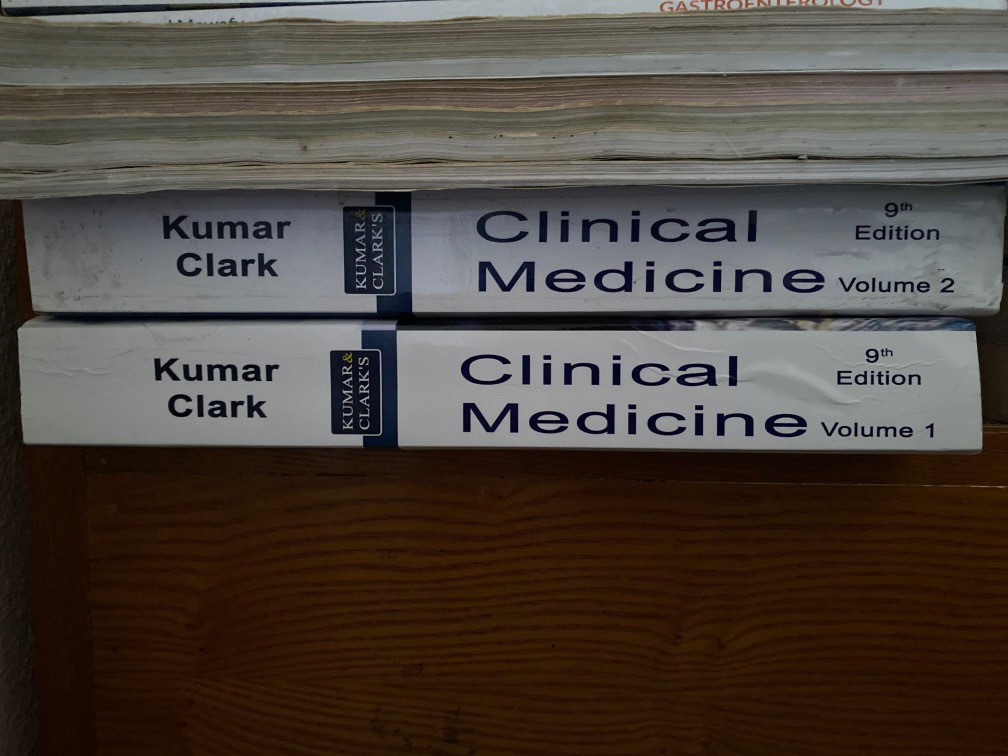 GASTROENTEROLOGY
Kumar
Clark
KUMAR&
CLARK'S
Clinical
Medicine
9th
Edition
Volume 2
Kumar
Clark
KUMAR&
CLARK'S
Clinical
Medicine
9th
Edition
Volume 1